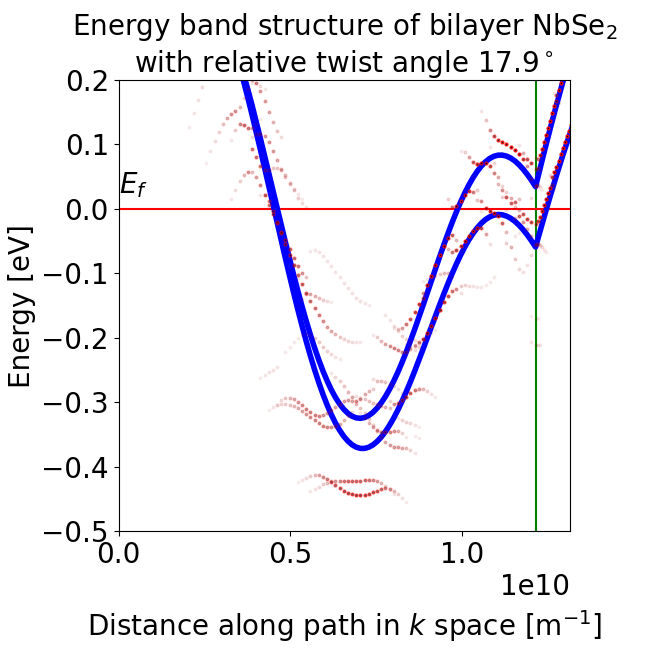 Energy band structure of bilayer NbSe₂
with relative twist angle 17.9°
0.2
0.1
0.0
−0.1
−0.2
−0.3
−0.4
−0.5
Energy [eV]
E_f
0.0
0.5
1.0
1e10
Distance along path in k space [m⁻¹]